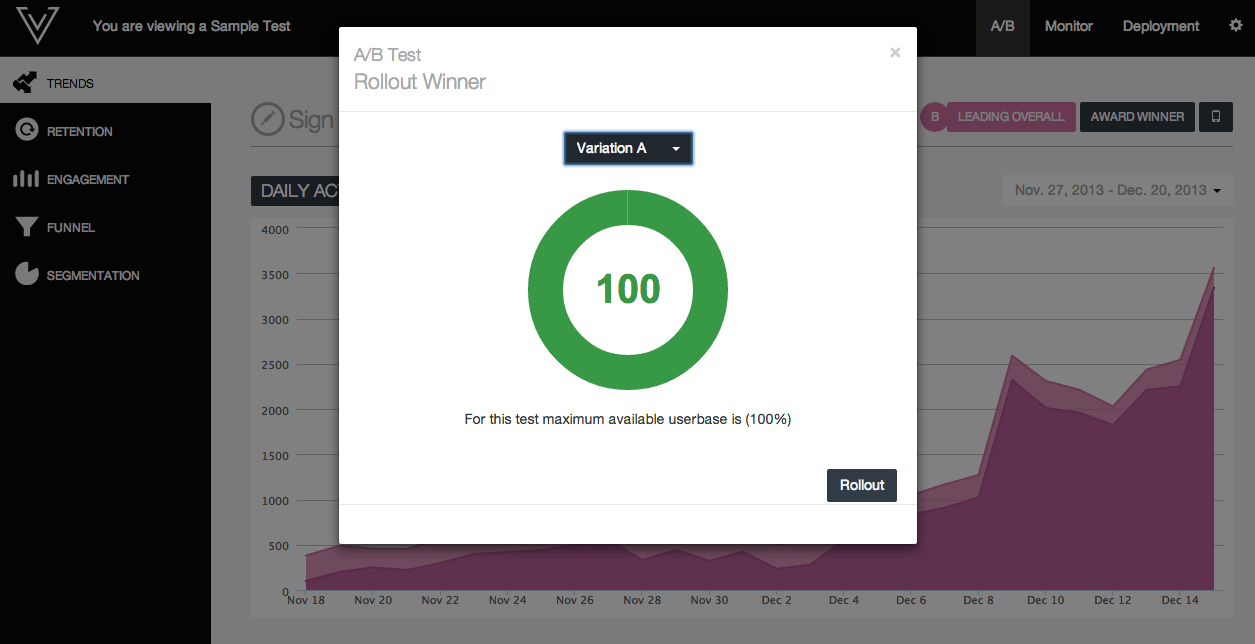 You are viewing a Sample Test
A/B
Monitor
Deployment
TRENDS
RETENTION
ENGAGEMENT
FUNNEL
SEGMENTATION
A/B Test
×
Rollout Winner
Variation A
100
For this test maximum available userbase is (100%)
Rollout
Sign
B
LEADING OVERALL
AWARD WINNER
DAILY AC
Nov. 27, 2013 - Dec. 20, 2013
4000
3500
3000
2500
2000
1500
1000
500
0
Nov 18 Nov 20 Nov 22 Nov 24 Nov 26 Nov 28 Nov 30 Dec 2 Dec 4 Dec 6 Dec 8 Dec 10 Dec 12 Dec 14